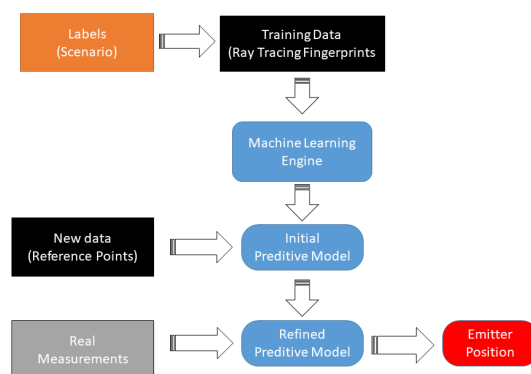 Labels
(Scenario)
Training Data
(Ray Tracing Fingerprints
Machine Learning
Engine
New data
(Reference Points)
Initial
Preditive Model
Real
Measurements
Refined
Preditive Model
Emitter
Position